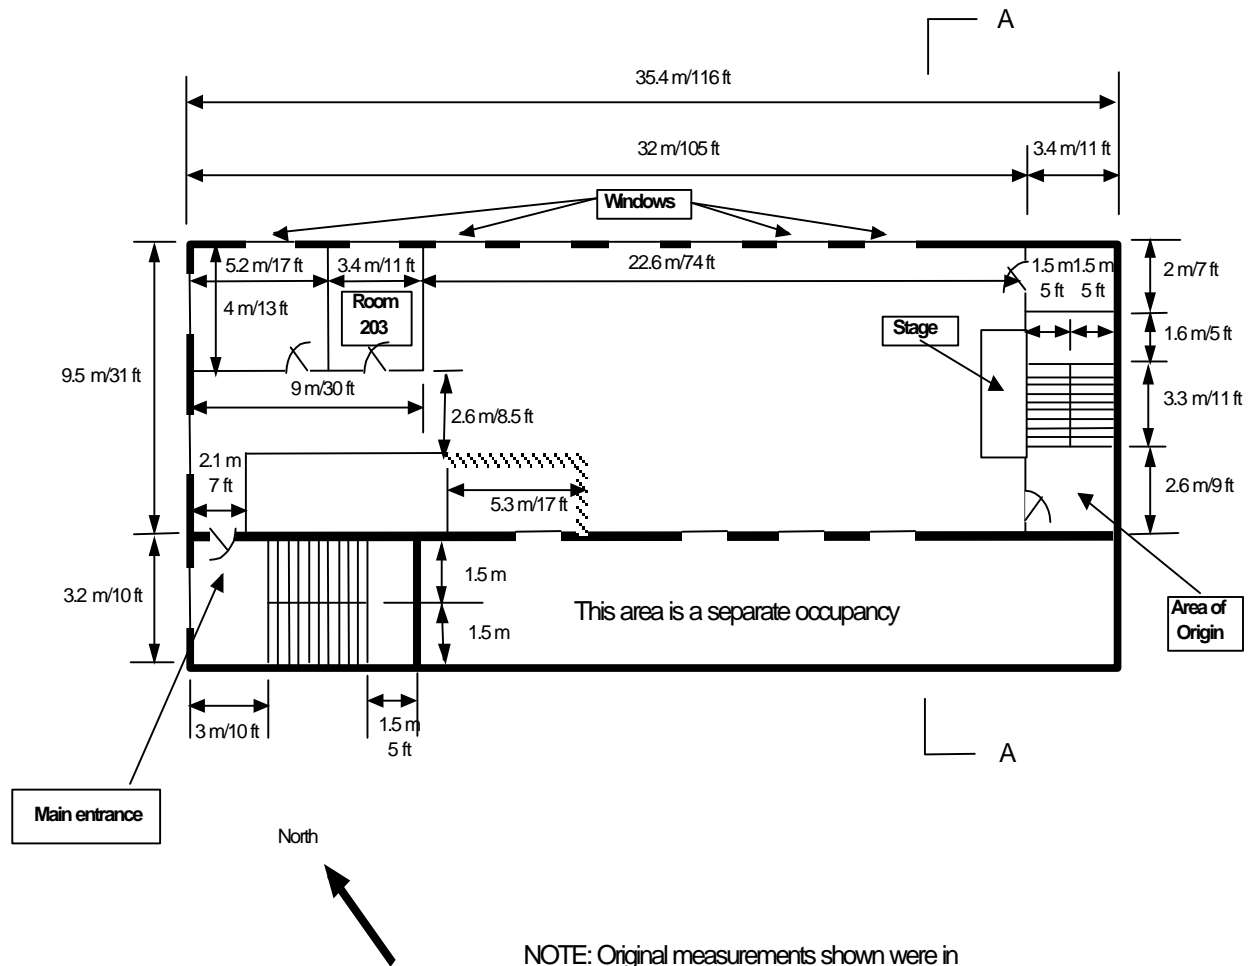 A
35.4 m/116 ft
32 m/105 ft
3.4 m/11 ft
Windows
5.2 m/17 ft
3.4 m/11 ft
22.6 m/74 ft
1.5 m
1.5 m
5 ft
5 ft
2 m/7 ft
4 m/13 ft
Room
203
Stage
1.6 m/5 ft
9.5 m/31 ft
9 m/30 ft
2.6 m/8.5 ft
3.3 m/11 ft
2.1 m
7 ft
5.3 m/17 ft
2.6 m/9 ft
3.2 m/10 ft
1.5 m
1.5 m
This area is a separate occupancy
Area of
Origin
3 m/10 ft
1.5 m
5 ft
A
Main entrance
North
NOTE: Original measurements shown were in